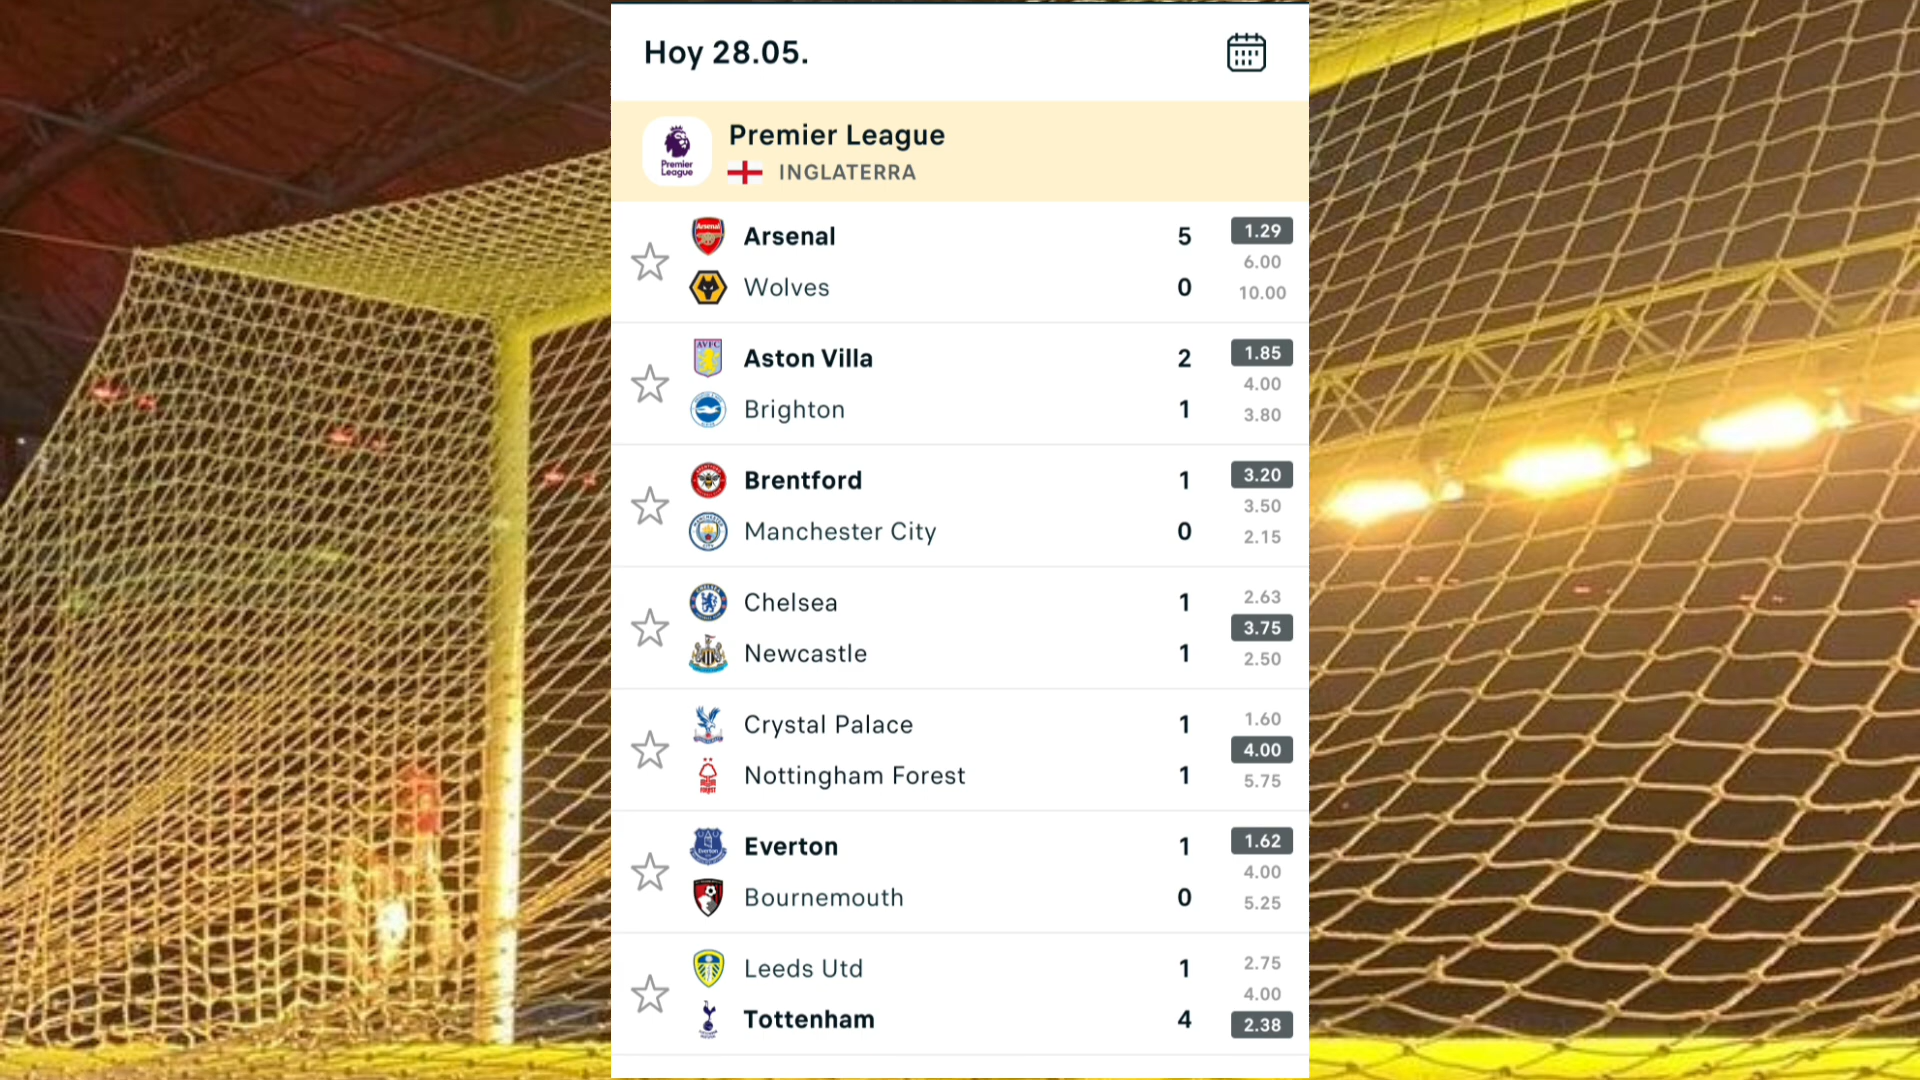 Hoy 28.05.
Premier League
INGLATERRA
Premier
League
Arsenal 5 1.29
6.00
Wolves 0 10.00
Aston Villa 2 1.85
4.00
Brighton 1 3.80
Brentford 1 3.20
3.50
Manchester City 0 2.15
Chelsea 1 2.63
3.75
Newcastle 1 2.50
Crystal Palace 1 1.60
4.00
Nottingham Forest 1 5.75
Everton 1 1.62
4.00
Bournemouth 0 5.25
Leeds Utd 1 2.75
4.00
Tottenham 4 2.38